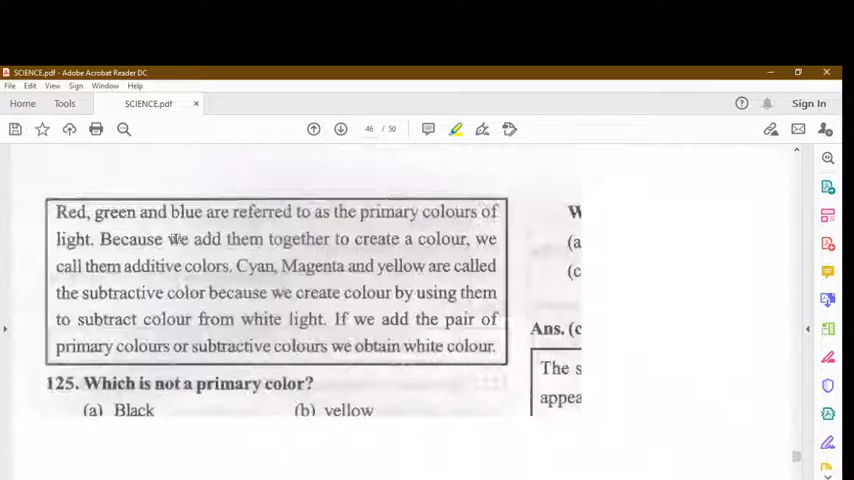 SCIENCE.pdf - Adobe Acrobat Reader DC
File Edit View Sign Window Help
Home Tools SCIENCE.pdf × Sign In
46 / 50
Red, green and blue are referred to as the primary colours of
light. Because we add them together to create a colour, we
call them additive colors. Cyan, Magenta and yellow are called
the subtractive color because we create colour by using them
to subtract colour from white light. If we add the pair of
primary colours or subtractive colours we obtain white colour.
125. Which is not a primary color?
(a) Black (b) yellow
W
(a
(c
Ans. (c
The s
appea